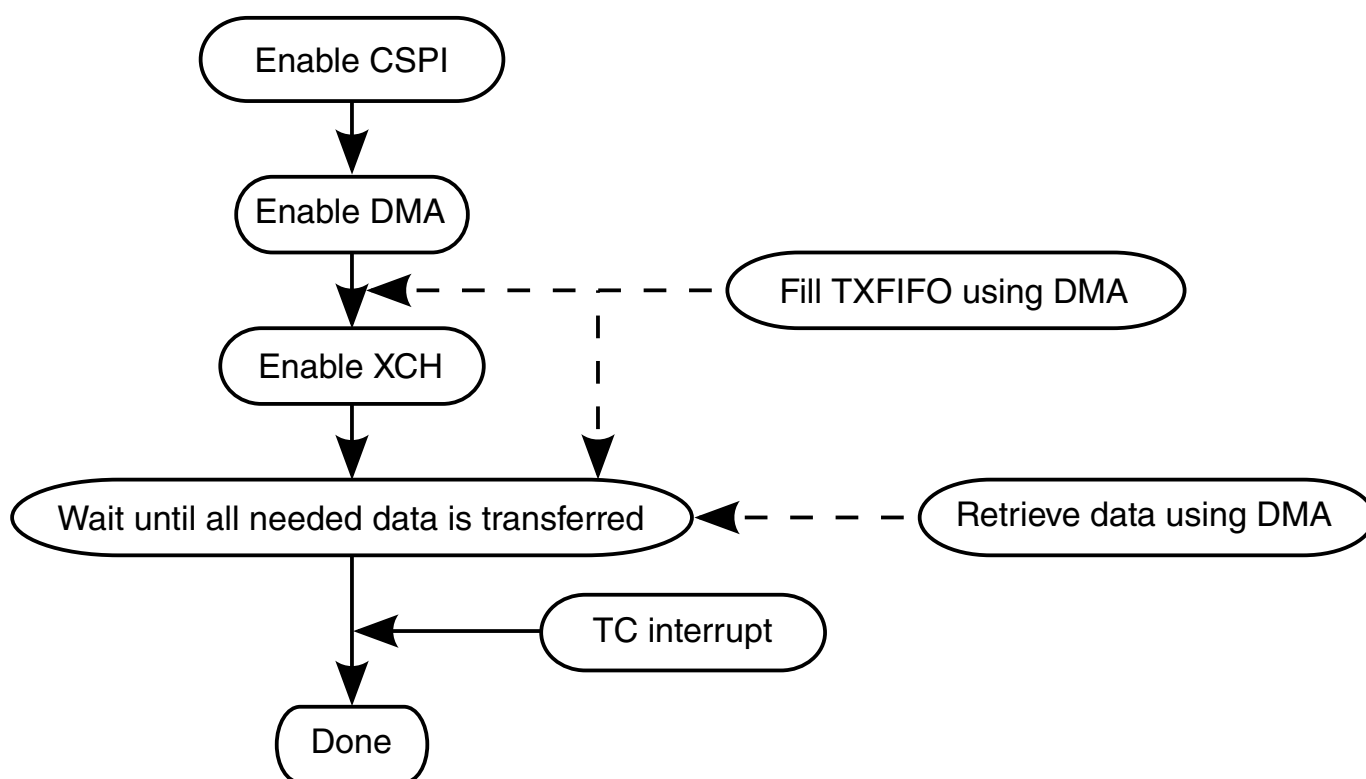 Enable CSPI
Enable DMA
Fill TXFIFO using DMA
Enable XCH
Wait until all needed data is transferred
Retrieve data using DMA
TC interrupt
Done